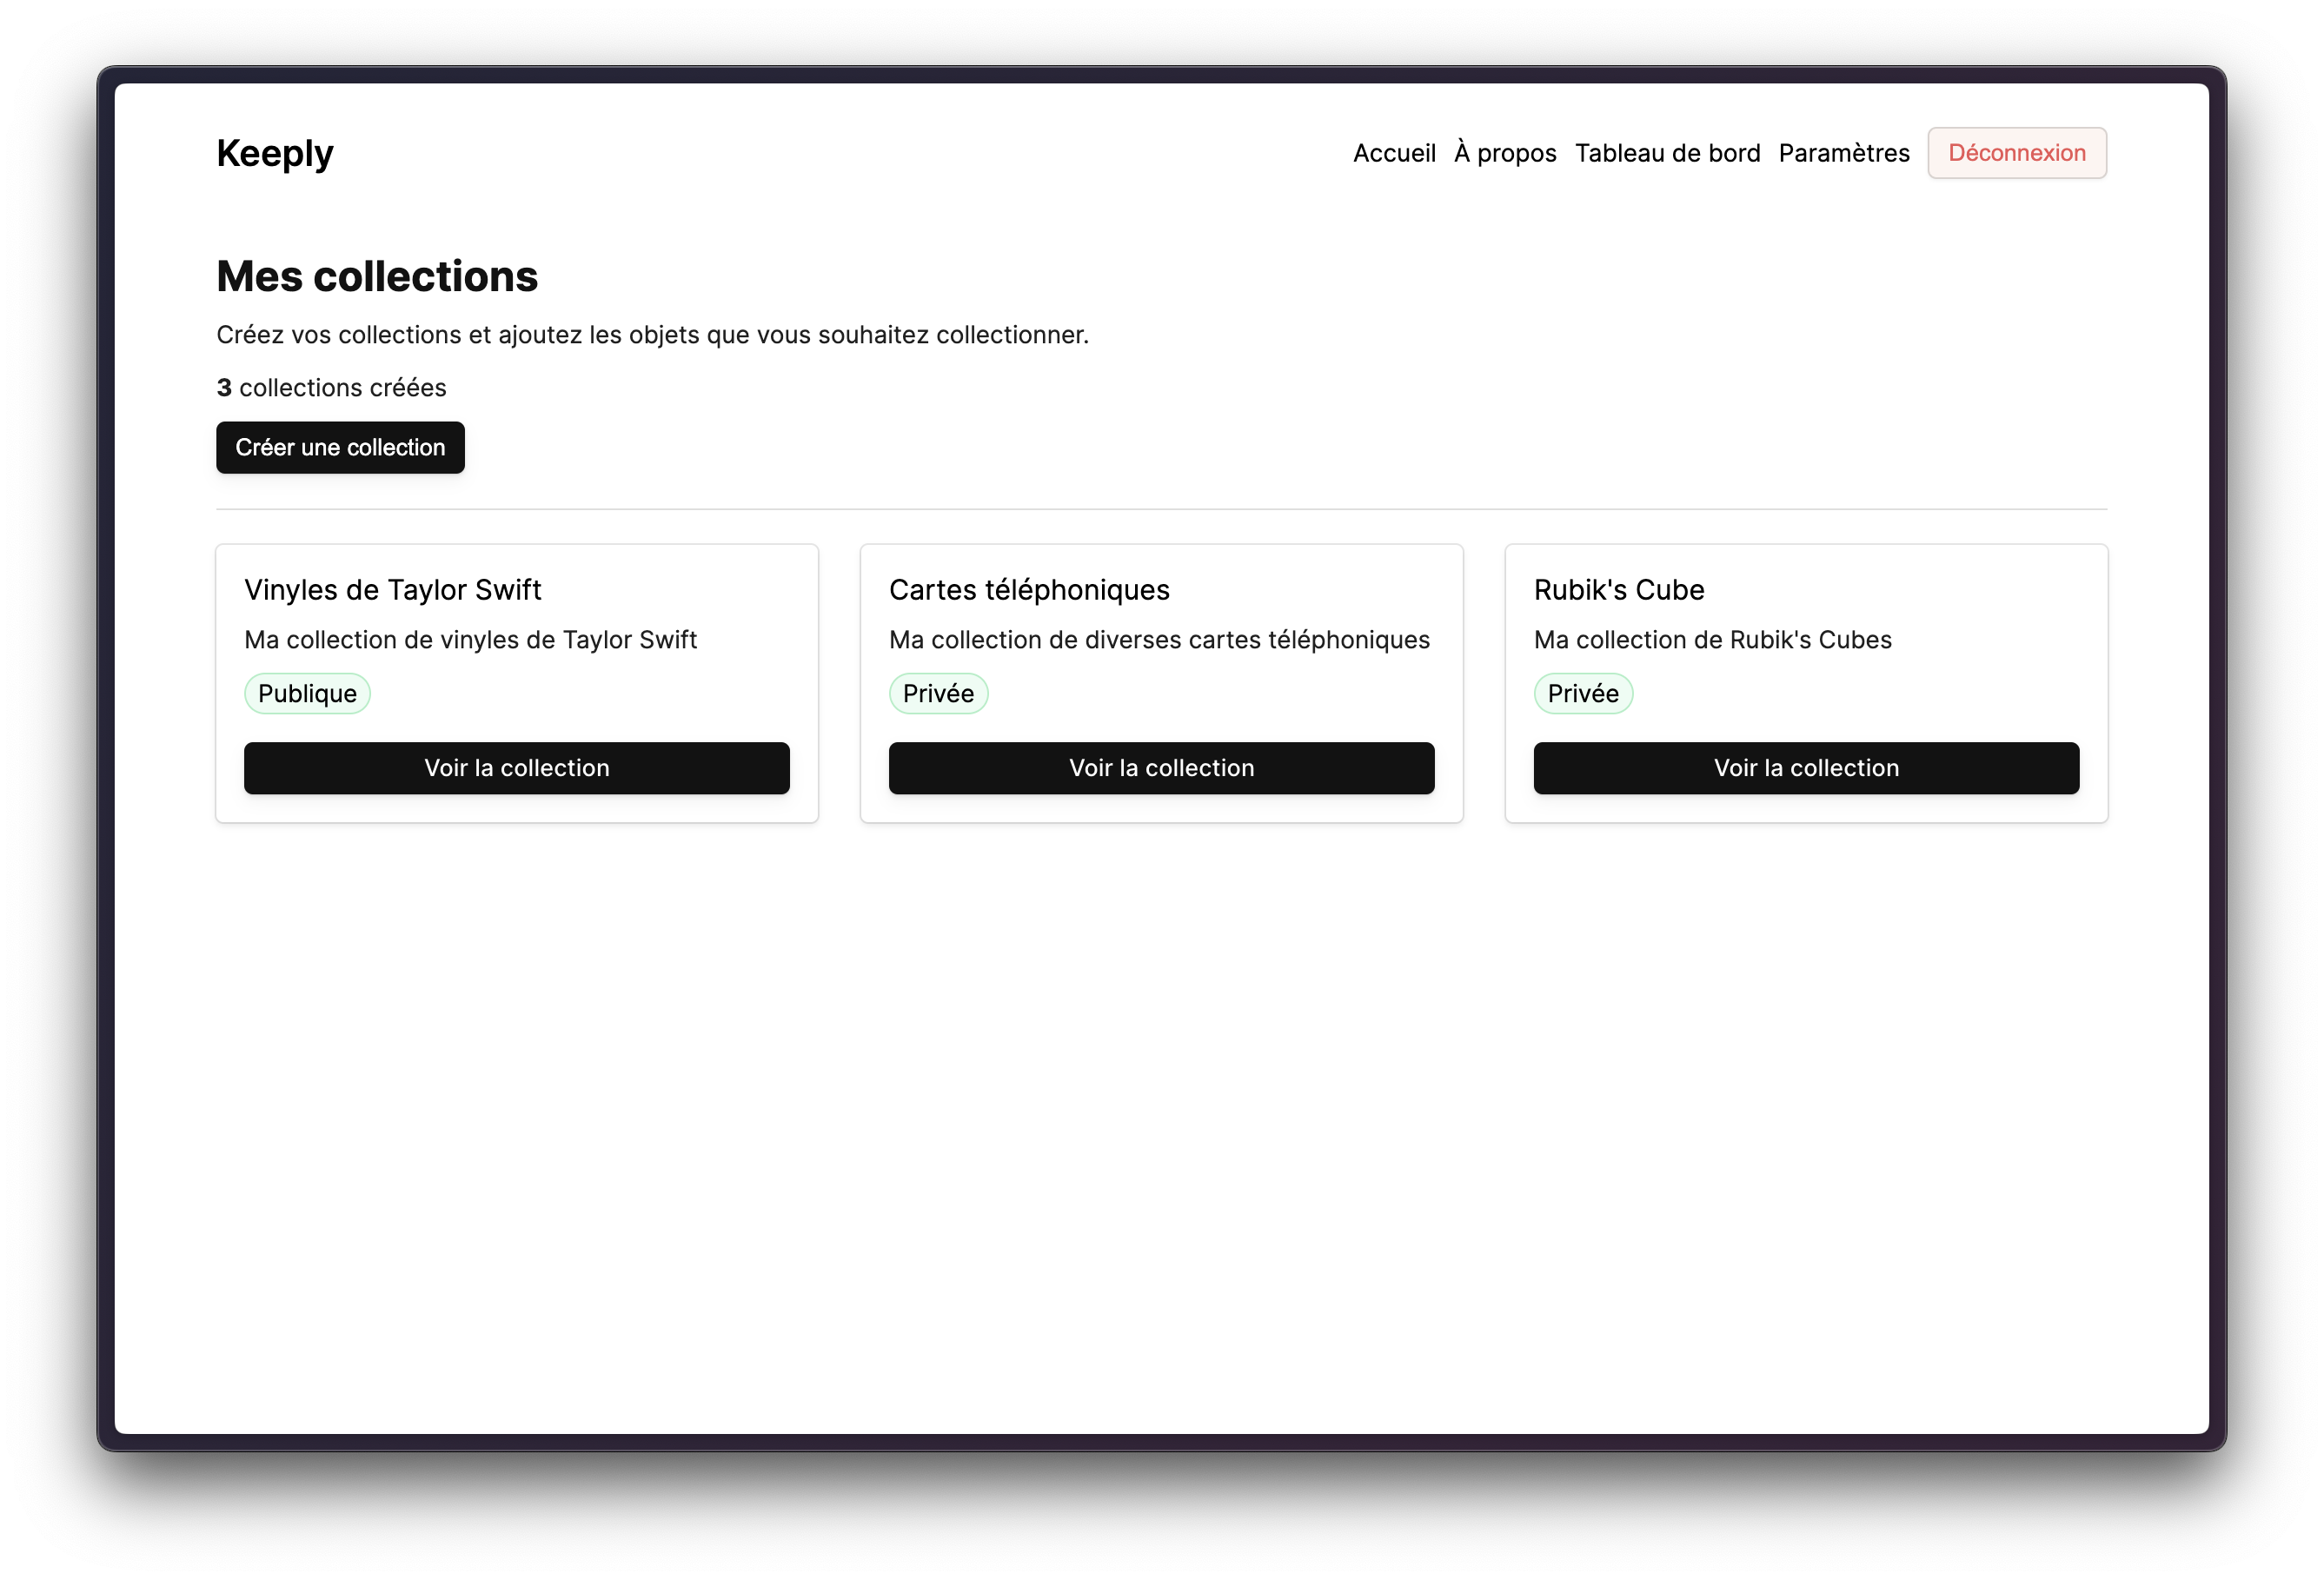 Keeply
Accueil À propos Tableau de bord Paramètres Déconnexion
Mes collections
Créez vos collections et ajoutez les objets que vous souhaitez collectionner.
3 collections créées
Créer une collection
Vinyles de Taylor Swift
Ma collection de vinyles de Taylor Swift
Publique
Voir la collection
Cartes téléphoniques
Ma collection de diverses cartes téléphoniques
Privée
Voir la collection
Rubik's Cube
Ma collection de Rubik's Cubes
Privée
Voir la collection